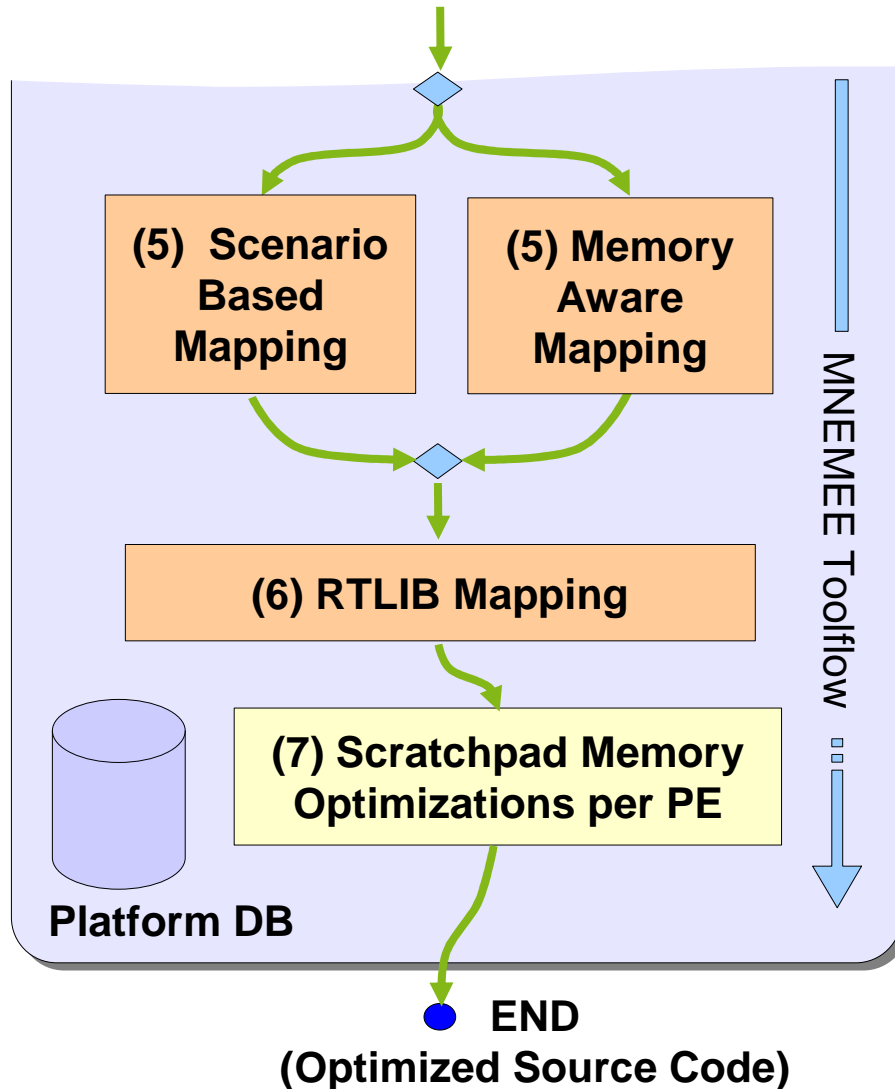 (5) Scenario
Based
Mapping
(5) Memory
Aware
Mapping
MNEMEE Toolflow
(6) RTLIB Mapping
(7) Scratchpad Memory
Optimizations per PE
Platform DB
END
(Optimized Source Code)